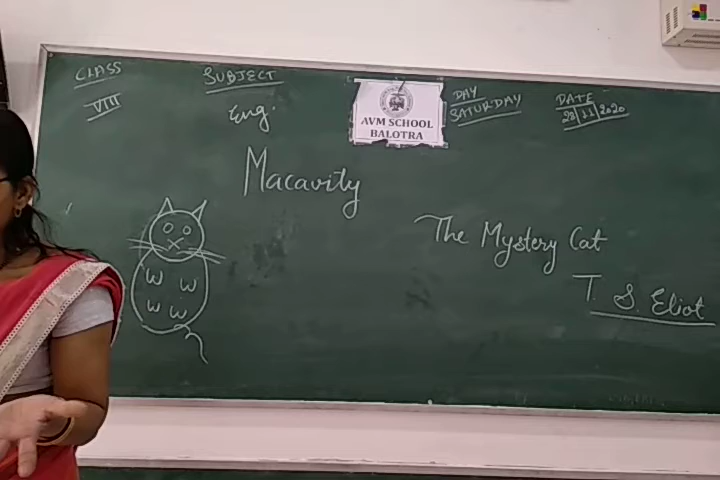 CLASS
VIII
SUBJECT
Eng.
AVM SCHOOL
BALOTRA
DAY
SATURDAY
DATE
28/11/2020
Macavity
The Mystery Cat
T. S. Eliot
W W
W W